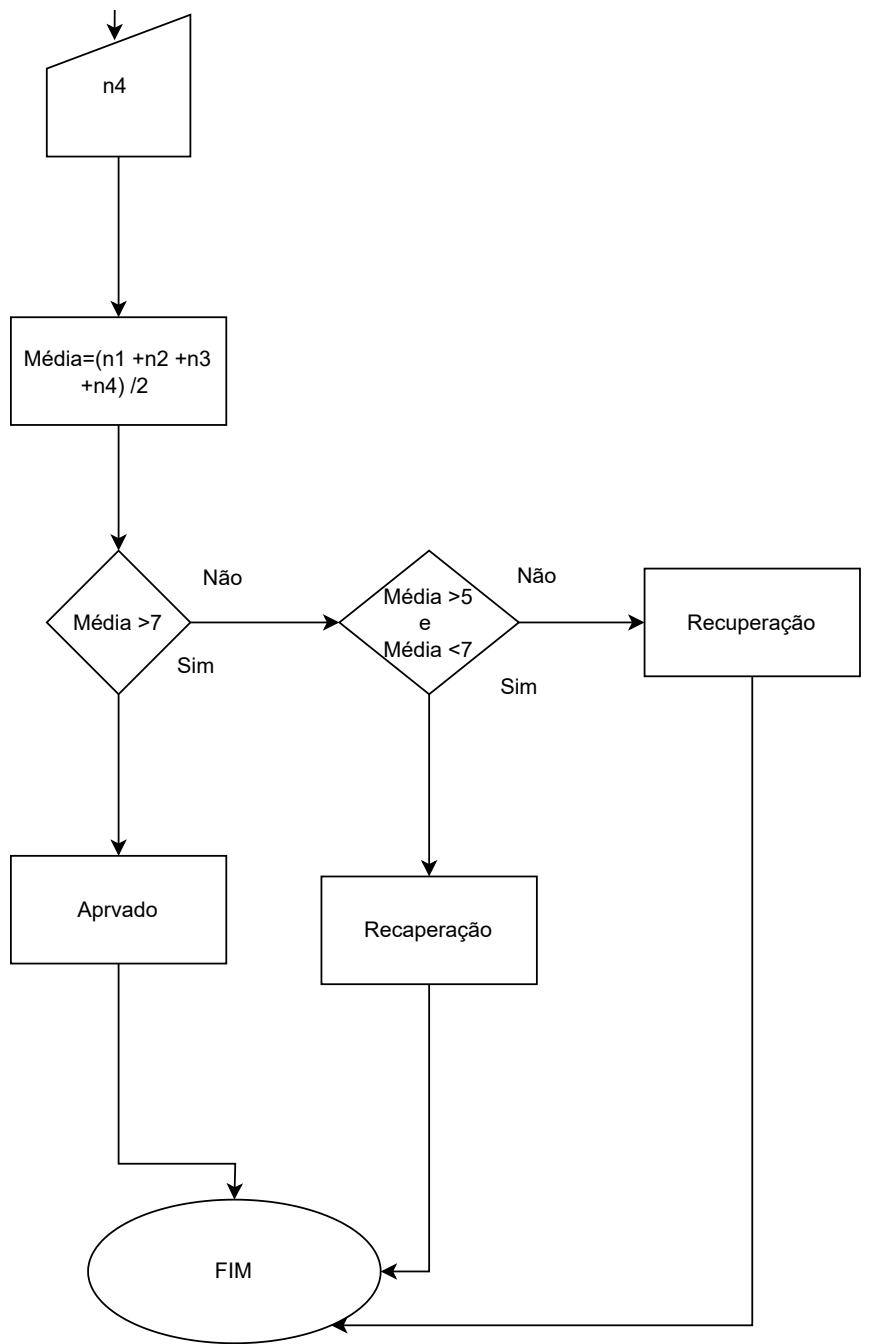 n4
Média=(n1 +n2 +n3
+n4) /2
Não
Não
Média >7
Média >5
e
Média <7
Recuperação
Sim
Sim
Aprvado
Recaperação
FIM